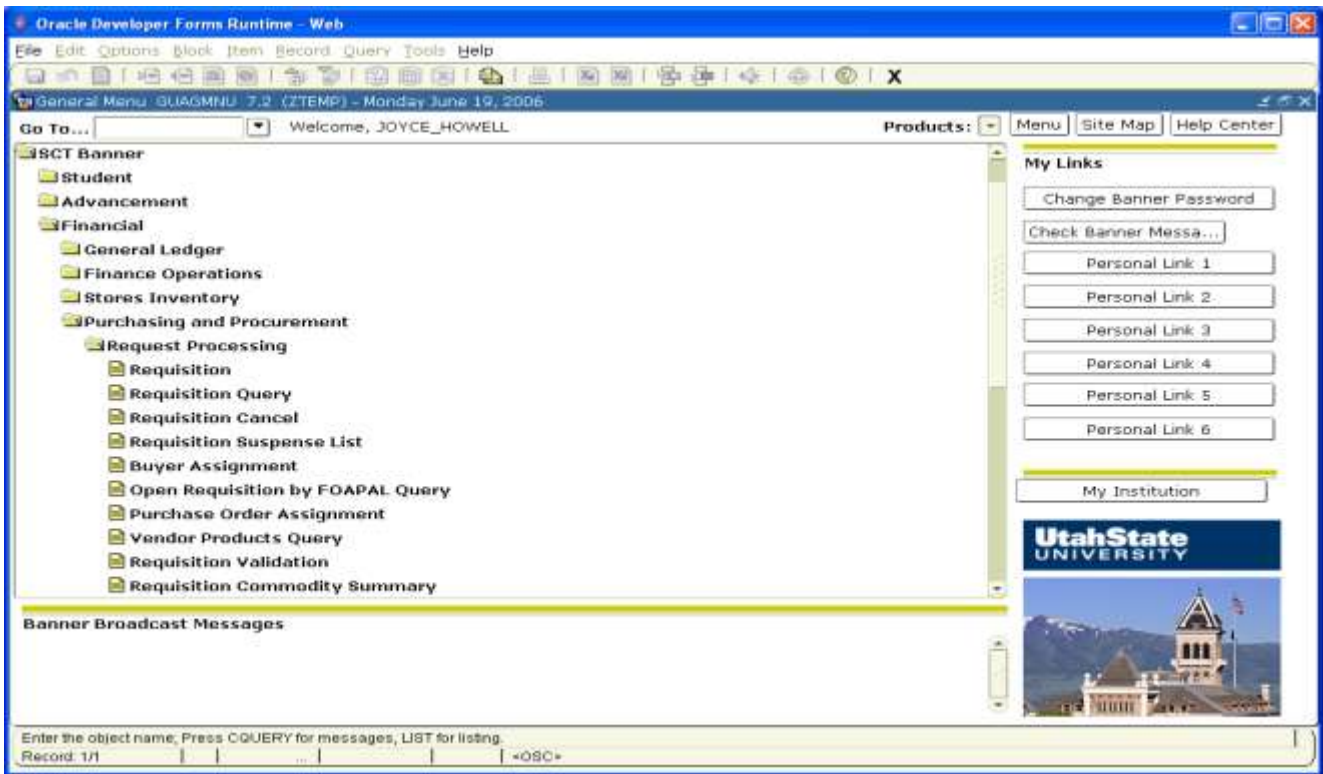 Oracle Developer Forms Runtime - Web
File Edit Options Block Item Record Query Tools Help
X
General Menu GUAGMNU 7.2 (ZTEMP) - Monday June 19, 2006
Go To... Welcome, JOYCE_HOWELL Products: Menu Site Map Help Center
SCT Banner
Student
Advancement
Financial
General Ledger
Finance Operations
Stores Inventory
Purchasing and Procurement
Request Processing
Requisition
Requisition Query
Requisition Cancel
Requisition Suspense List
Buyer Assignment
Open Requisition by FOAPAL Query
Purchase Order Assignment
Vendor Products Query
Requisition Validation
Requisition Commodity Summary
My Links
Change Banner Password
Check Banner Messa...
Personal Link 1
Personal Link 2
Personal Link 3
Personal Link 4
Personal Link 5
Personal Link 6
My Institution
UtahState
UNIVERSITY
Banner Broadcast Messages
Enter the object name; Press CQUERY for messages, LIST for listing.
Record: 1/1 ... <OSC>